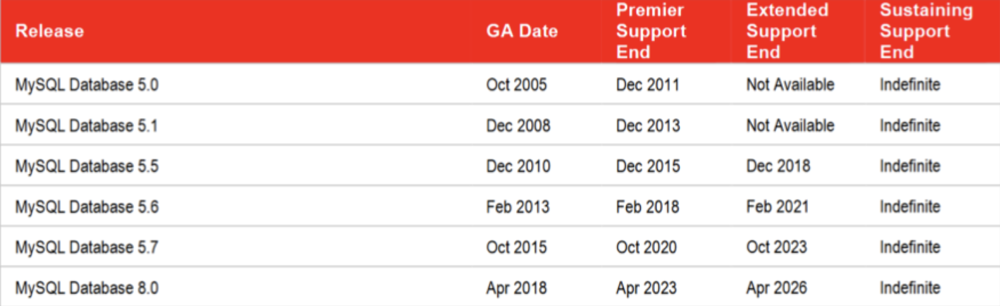 Release GA Date Premier Support End Extended Support End Sustaining Support End
MySQL Database 5.0 Oct 2005 Dec 2011 Not Available Indefinite
MySQL Database 5.1 Dec 2008 Dec 2013 Not Available Indefinite
MySQL Database 5.5 Dec 2010 Dec 2015 Dec 2018 Indefinite
MySQL Database 5.6 Feb 2013 Feb 2018 Feb 2021 Indefinite
MySQL Database 5.7 Oct 2015 Oct 2020 Oct 2023 Indefinite
MySQL Database 8.0 Apr 2018 Apr 2023 Apr 2026 Indefinite